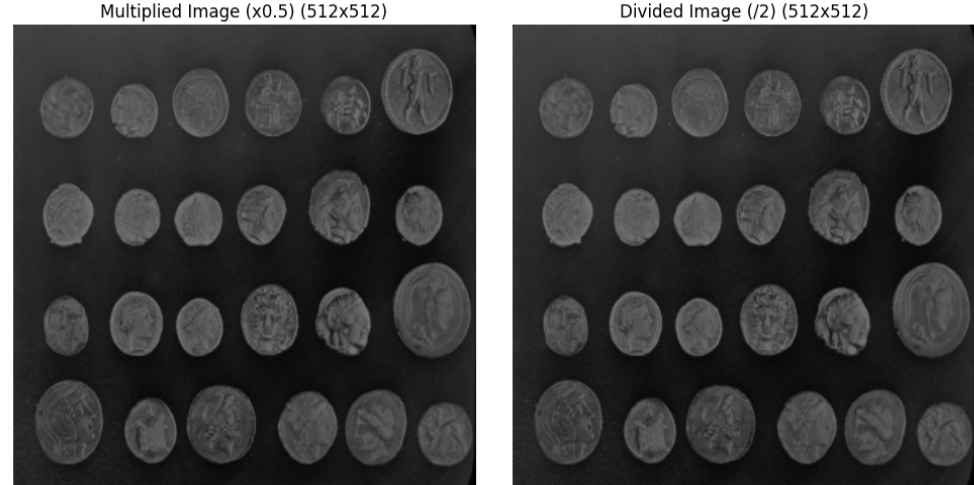 Multiplied Image (x0.5) (512x512)
Divided Image (/2) (512x512)